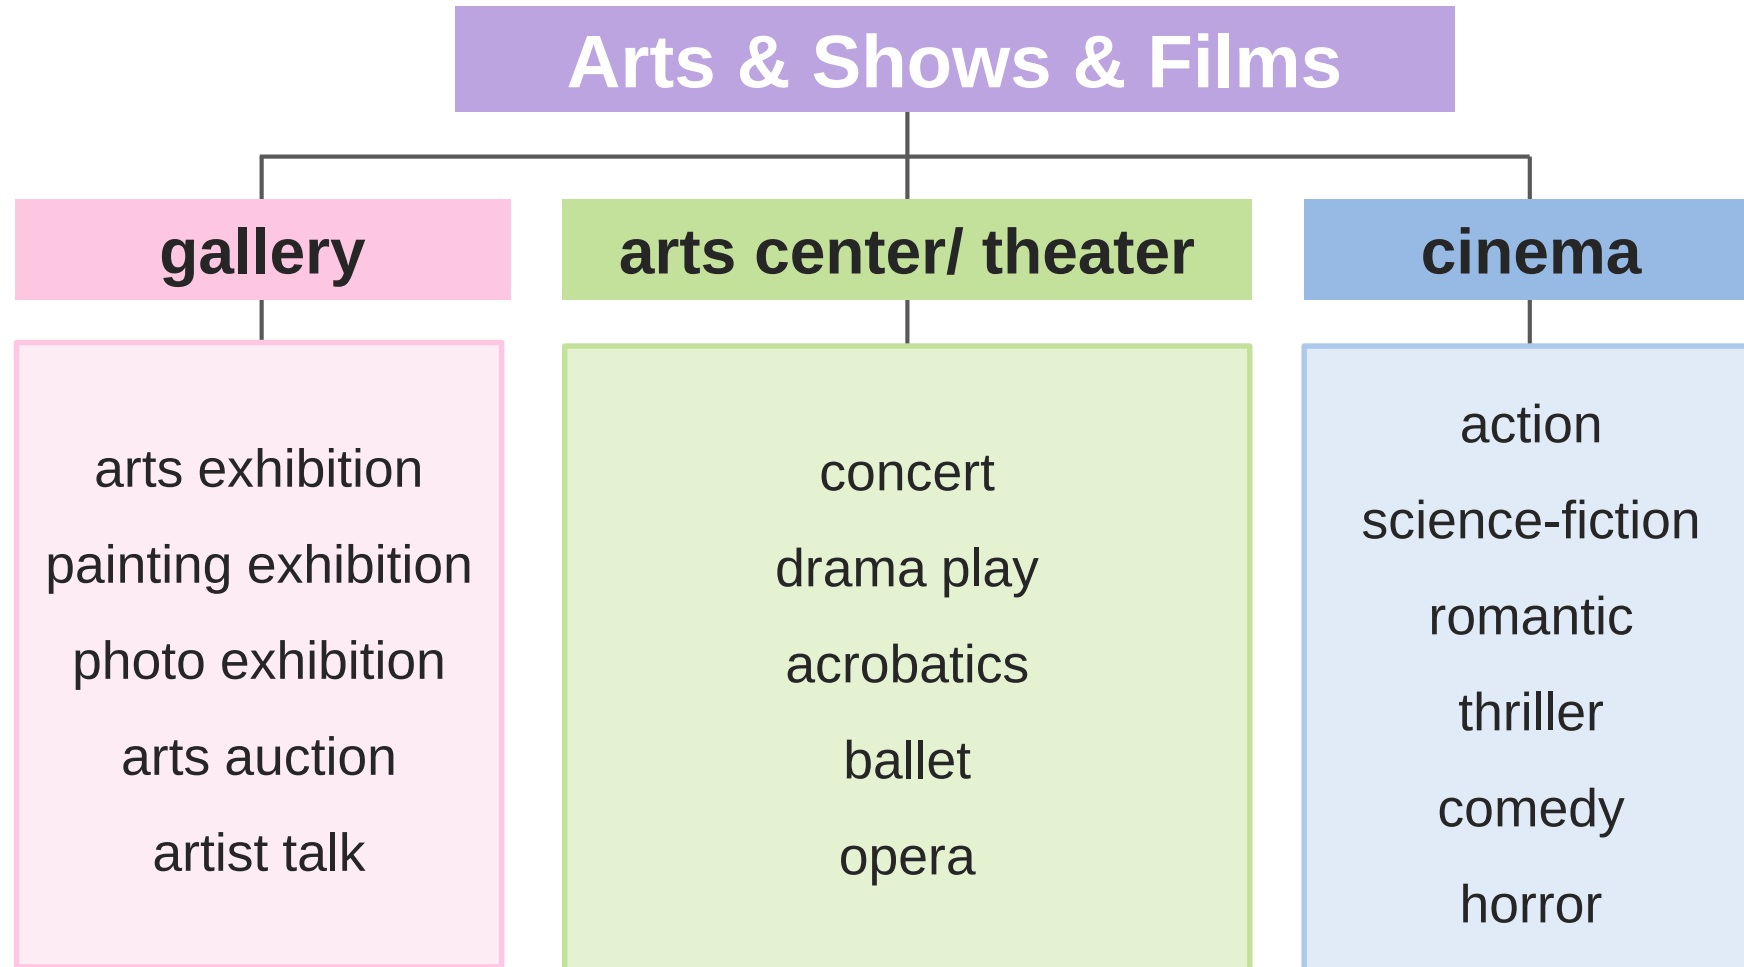 Arts & Shows & Films
gallery
arts exhibition
painting exhibition
photo exhibition
arts auction
artist talk
arts center/ theater
concert
drama play
acrobatics
ballet
opera
cinema
action
science-fiction
romantic
thriller
comedy
horror